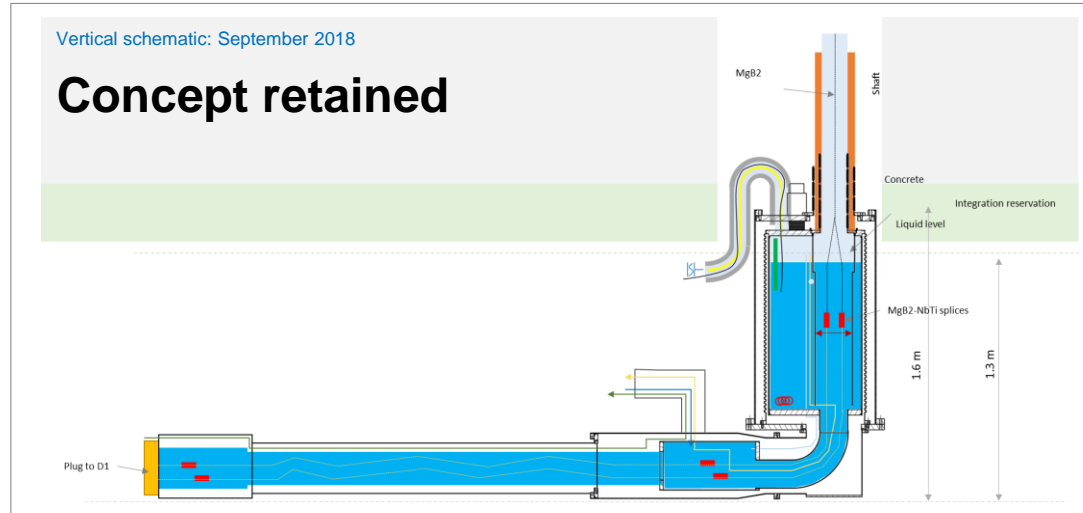 Vertical schematic: September 2018
Concept retained
MgB2
Shaft
Concrete
Integration reservation
Liquid level
MgB2-NbTi splices
1.6 m
1.3 m
Plug to D1